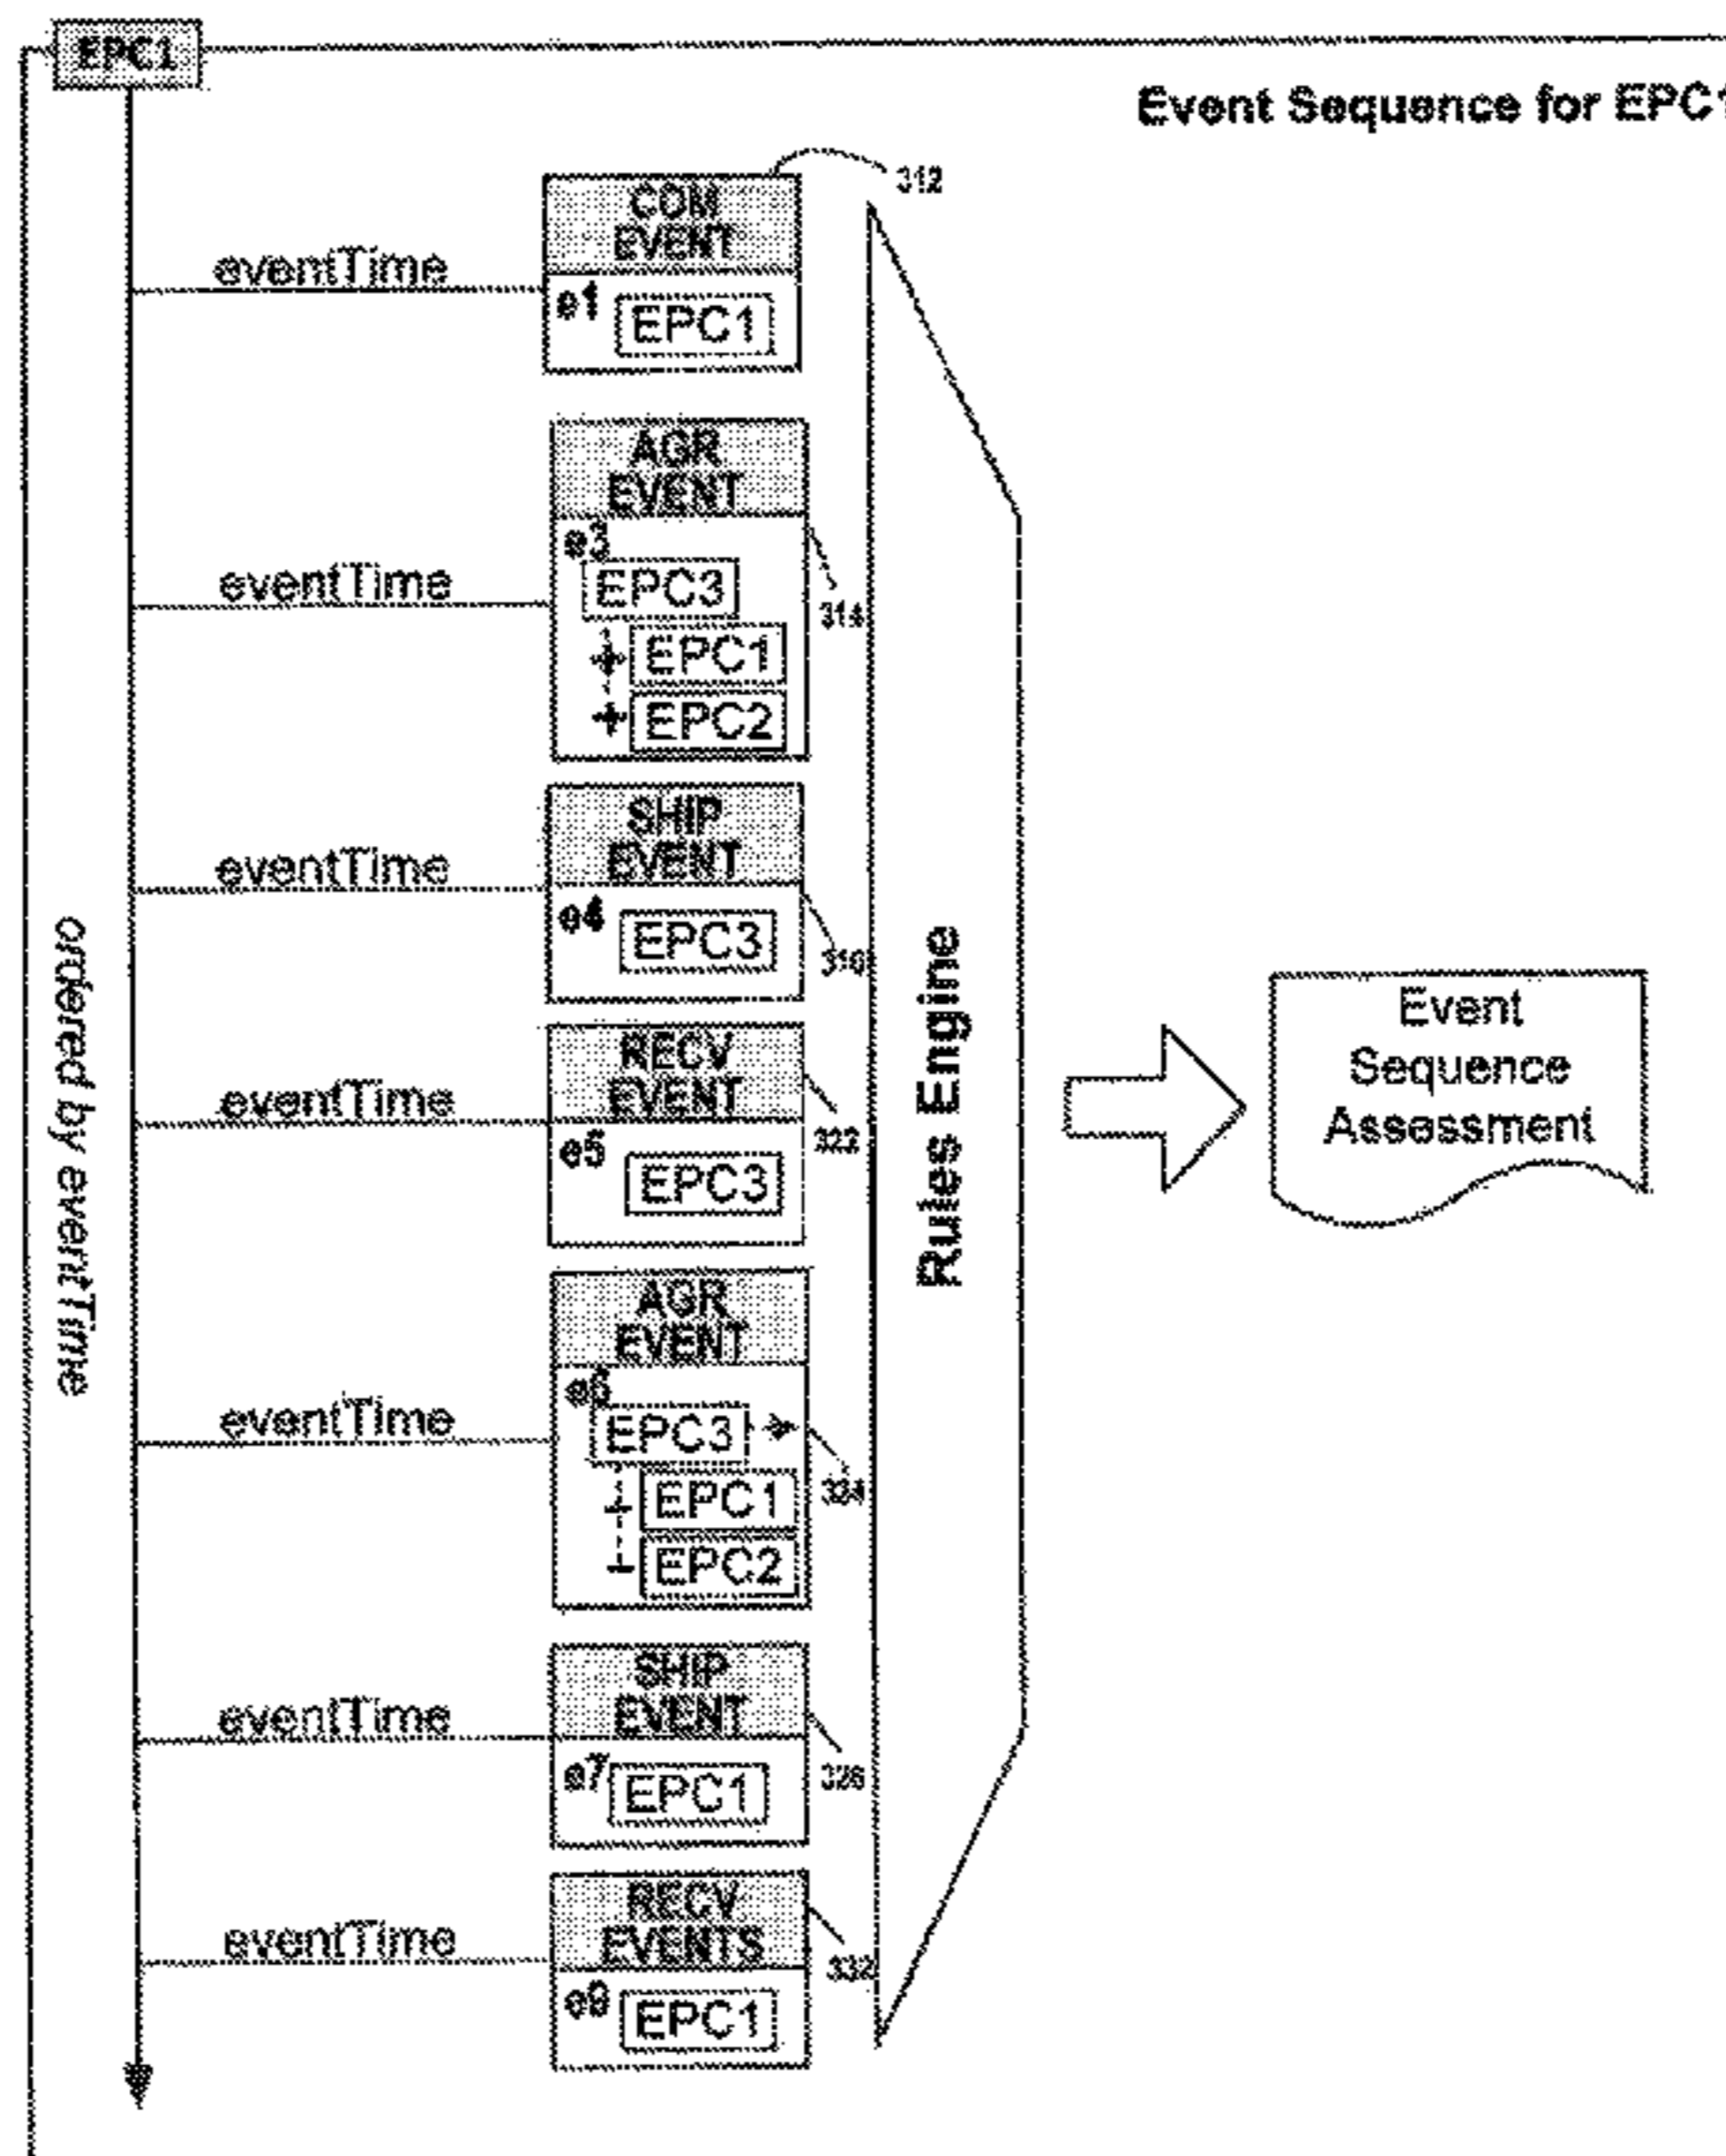 EPC1
Event Sequence for EPC1
312
COM
EVENT
eventTime
e1
EPC1
AGR
EVENT
e3
eventTime
EPC3
314
EPC1
EPC2
SHIP
EVENT
eventTime
e4
EPC3
ordered by eventTime
Rules Engine
Event
Sequence
Assessment
RECV
EVENT
eventTime
322
e5
EPC3
AGR
EVENT
e6
eventTime
EPC3
324
EPC1
EPC2
SHIP
EVENT
eventTime
e7
EPC1
326
RECV
EVENTS
eventTime
332
EPC1